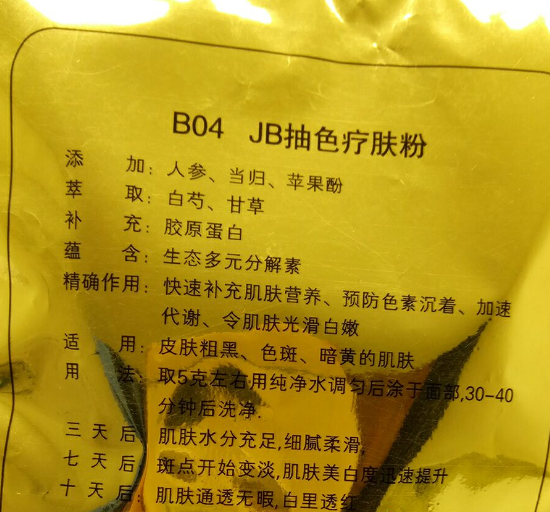 B04 JB抽色疗肤粉
添加：人参、当归、苹果酚
萃取：白芍、甘草
补充：胶原蛋白
蕴含：生态多元分解素
精确作用：快速补充肌肤营养、预防色素沉着、加速
代谢、令肌肤光滑白嫩
适用：皮肤粗黑、色斑、暗黄的肌肤
用法：取5克左右用纯净水调匀后涂于面部,30-40
分钟后洗净.
三天后：肌肤水分充足,细腻柔滑,
七天后：斑点开始变淡,肌肤美白度迅速提升
十天后：肌肤通透无暇,白里透红